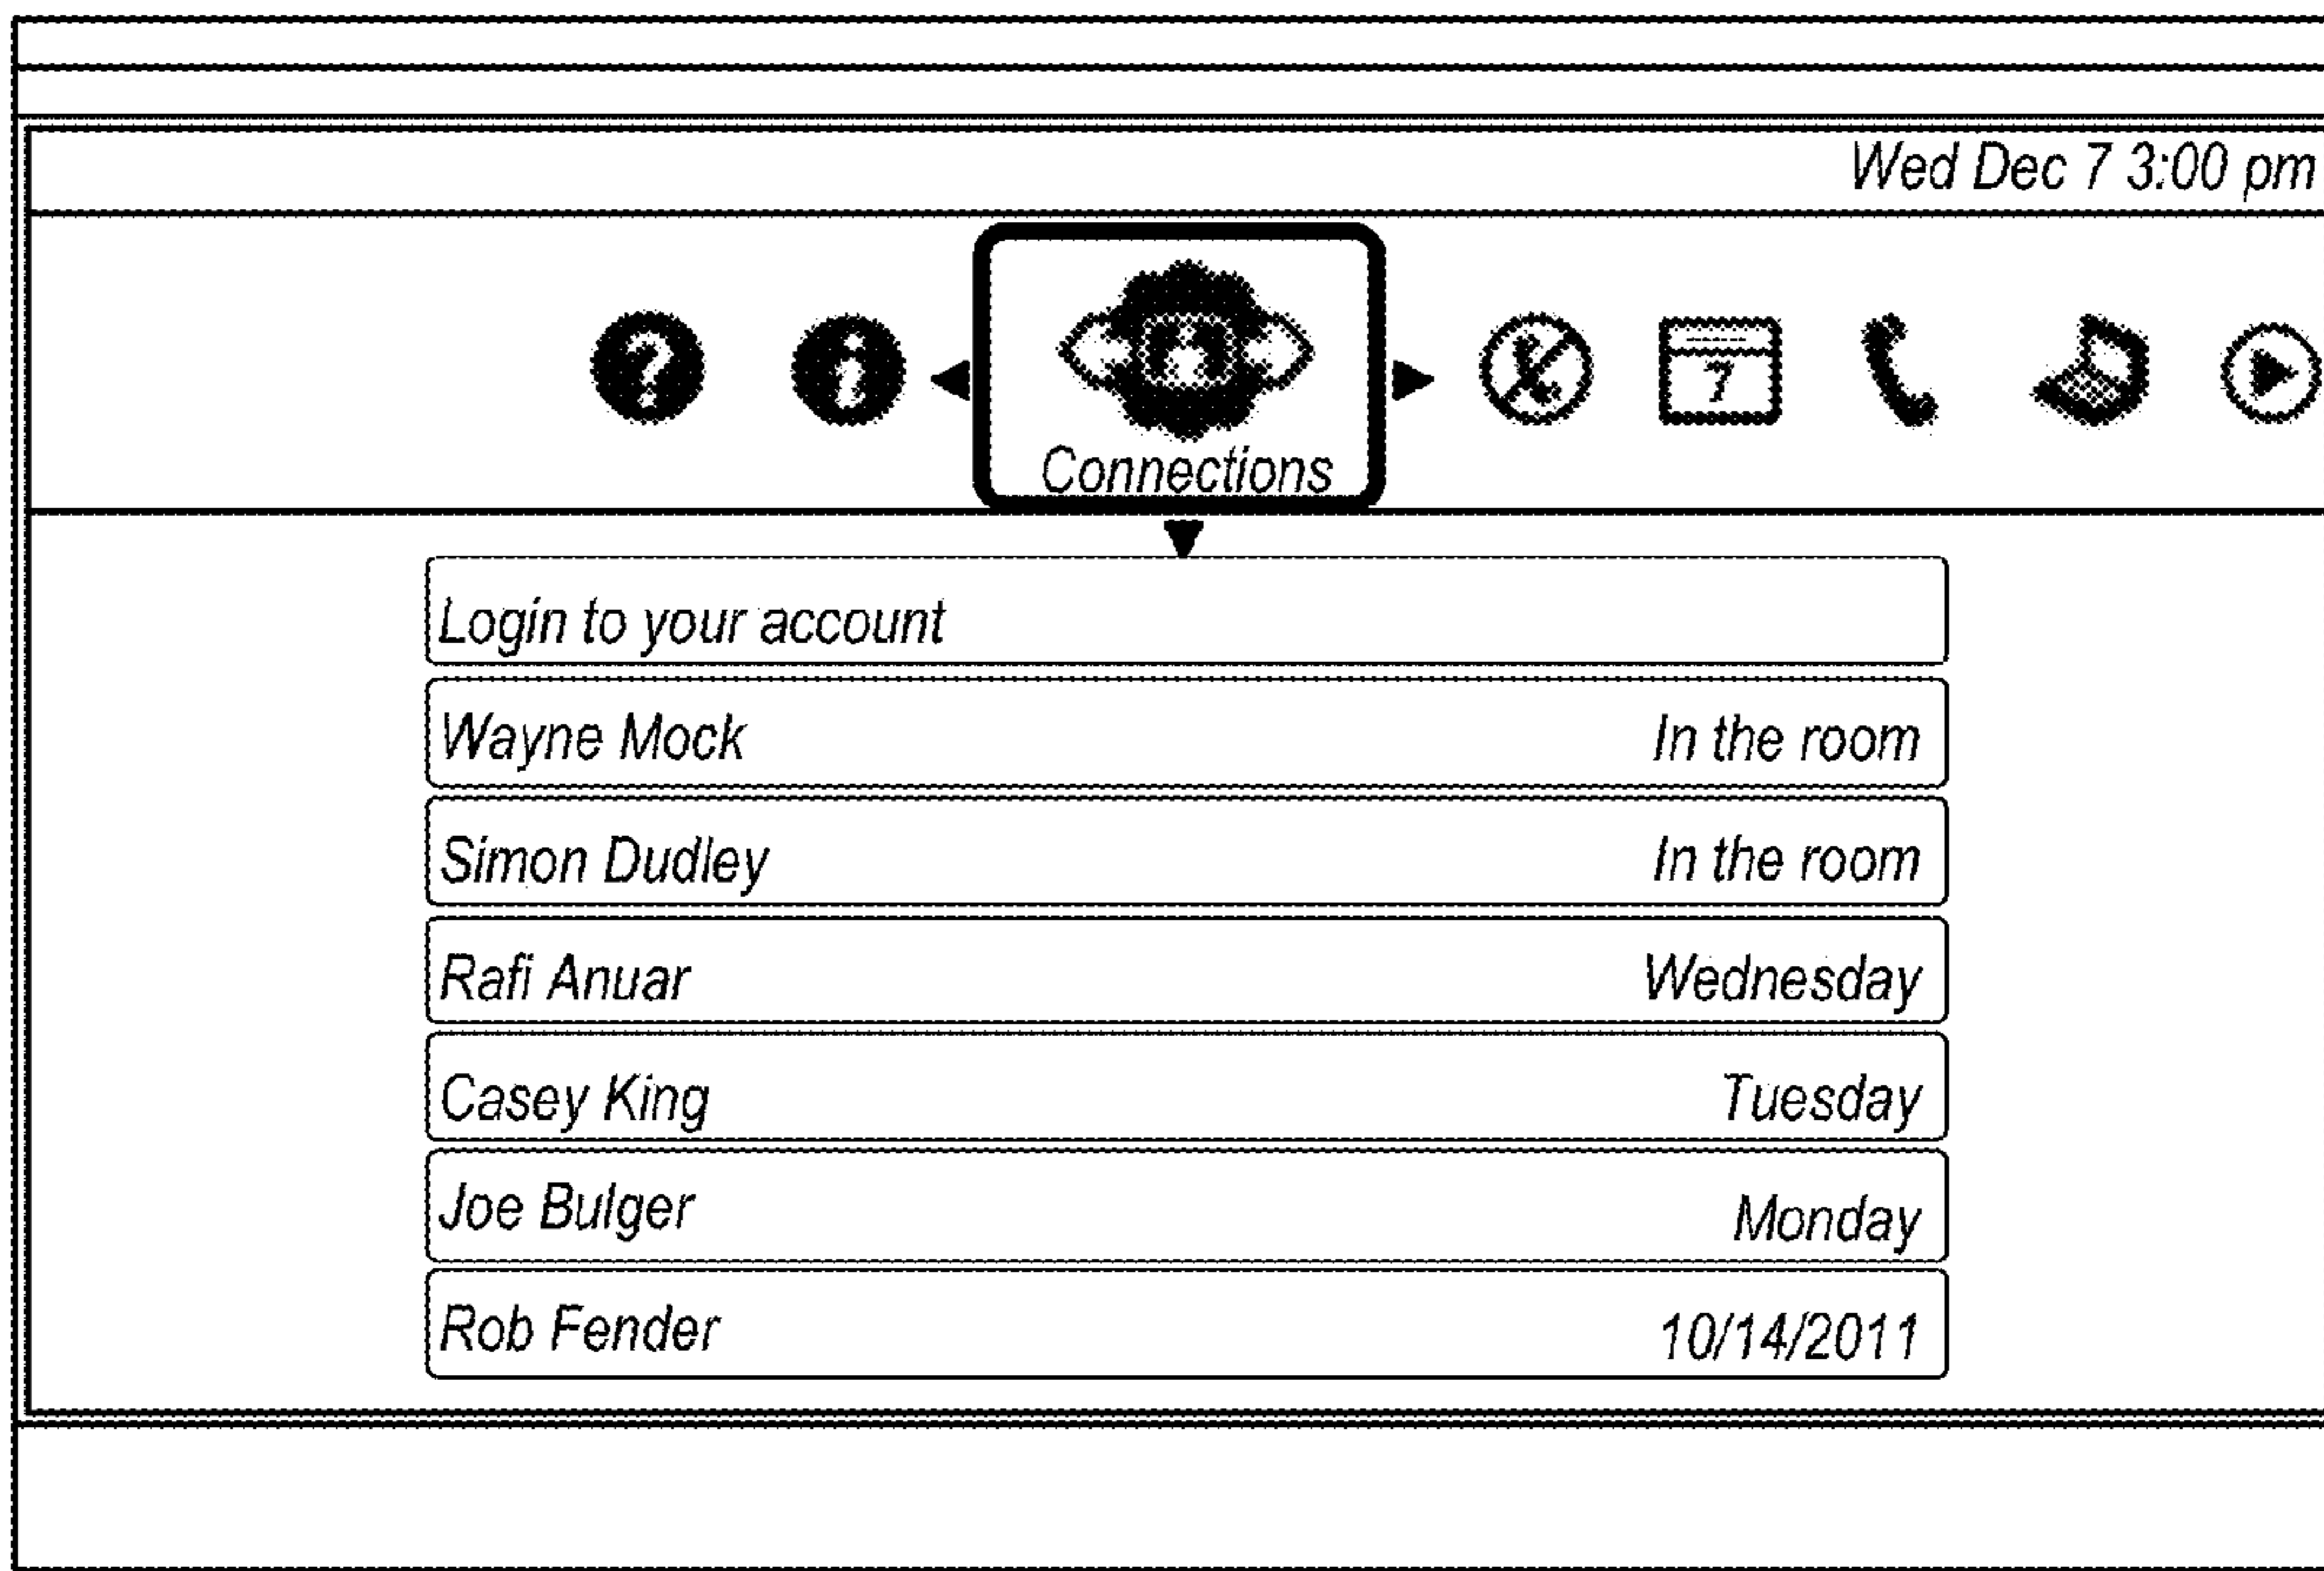 Wed Dec 7 3:00 pm
?
i
7
Connections
Login to your account
Wayne Mock In the room
Simon Dudley In the room
Rafi Anuar Wednesday
Casey King Tuesday
Joe Bulger Monday
Rob Fender 10/14/2011